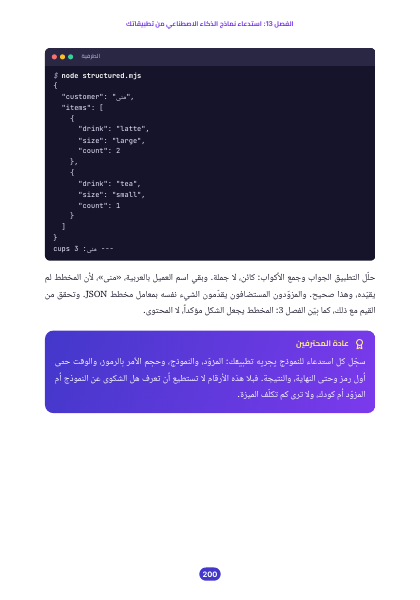 الفصل 13: استدعاء نماذج الذكاء الاصطناعي من تطبيقاتك
الطرفية
$ node structured.mjs
{
"customer": "منى",
"items": [
{
"drink": "latte",
"size": "large",
"count": 2
},
{
"drink": "tea",
"size": "small",
"count": 1
}
]
}
--- منى: 3 cups
حلّل التطبيق الجواب وجمع الأكواب: كائن، لا جملة. وبقي اسم العميل بالعربية، «منى»، لأن المخطط لم
يقيّده، وهذا صحيح. والمزوّدون المستضافون يقدّمون الشيء نفسه بمعامل مخطط JSON. وتحقق من
القيم مع ذلك، كما بيّن الفصل 3: المخطط يجعل الشكل مؤكداً، لا المحتوى.
عادة المحترفين
سجّل كل استدعاء للنموذج يجريه تطبيقك: المزوّد، والنموذج، وحجم الأمر بالرموز، والوقت حتى
أول رمز وحتى النهاية، والنتيجة. فبلا هذه الأرقام لا تستطيع أن تعرف هل الشكوى عن النموذج أم
المزوّد أم كودك، ولا ترى كم تكلّف الميزة.
200